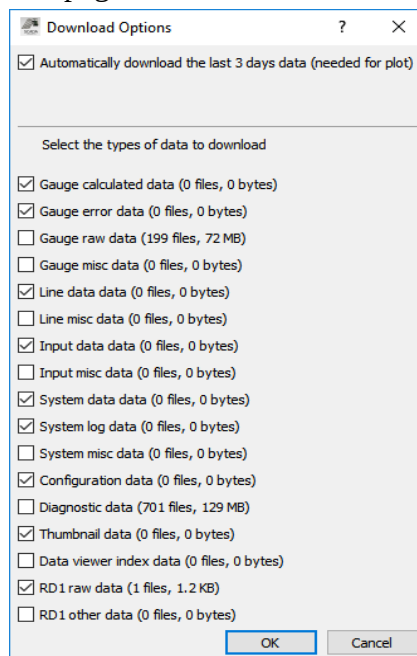 Download Options ? ×
Automatically download the last 3 days data (needed for plot)
Select the types of data to download
Gauge calculated data (0 files, 0 bytes)
Gauge error data (0 files, 0 bytes)
Gauge raw data (199 files, 72 MB)
Gauge misc data (0 files, 0 bytes)
Line data data (0 files, 0 bytes)
Line misc data (0 files, 0 bytes)
Input data data (0 files, 0 bytes)
Input misc data (0 files, 0 bytes)
System data data (0 files, 0 bytes)
System log data (0 files, 0 bytes)
System misc data (0 files, 0 bytes)
Configuration data (0 files, 0 bytes)
Diagnostic data (701 files, 129 MB)
Thumbnail data (0 files, 0 bytes)
Data viewer index data (0 files, 0 bytes)
RD1 raw data (1 files, 1.2 KB)
RD1 other data (0 files, 0 bytes)
OK Cancel